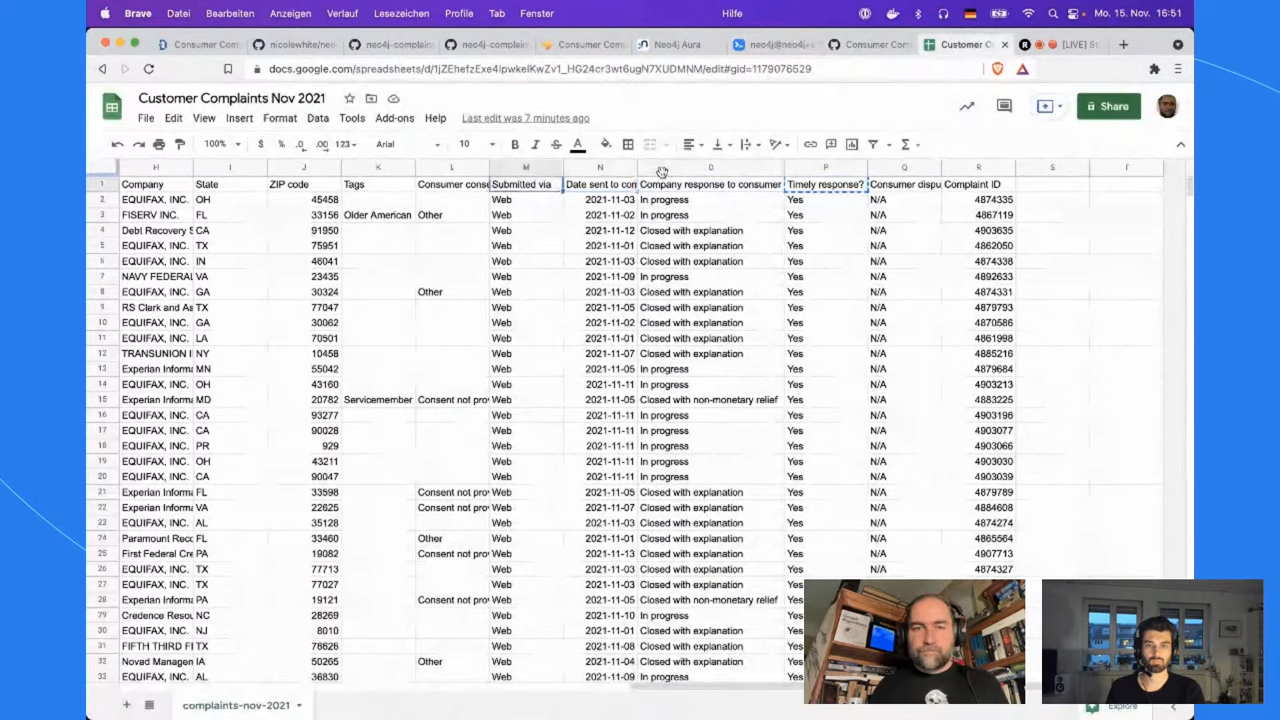 Brave Datei Bearbeiten Anzeigen Verlauf Lesezeichen Profile Tab Fenster Hilfe Mo. 15. Nov. 16:51
Consumer Com nicolewhite/neo neo4j-complain neo4j-complain Consumer Com Neo4j Aura neo4j@neo4j+s Consumer Com Customer C [LIVE] St
docs.google.com/spreadsheets/d/1jZEhefzExe4lpwkelKwZv1_HG24cr3wt6ugN7XUDMNM/edit#gid=1179076529
Customer Complaints Nov 2021
File Edit View Insert Format Data Tools Add-ons Help Last edit was 7 minutes ago
Share
100% $ % .0 .00 123 Arial 10 B I S A
H I J K L M N O P Q R S T
1 Company State ZIP code Tags Consumer conse Submitted via Date sent to com Company response to consumer Timely response? Consumer dispu Complaint ID
2 EQUIFAX, INC. OH 45458 Web 2021-11-03 In progress Yes N/A 4874335
3 FISERV INC. FL 33156 Older American Other Web 2021-11-02 In progress Yes N/A 4867119
4 Debt Recovery S CA 91950 Web 2021-11-12 Closed with explanation Yes N/A 4903635
5 EQUIFAX, INC. TX 75951 Web 2021-11-01 Closed with explanation Yes N/A 4862050
6 EQUIFAX, INC. IN 46041 Web 2021-11-03 Closed with explanation Yes N/A 4874338
7 NAVY FEDERAL VA 23435 Web 2021-11-09 In progress Yes N/A 4892633
8 EQUIFAX, INC. GA 30324 Other Web 2021-11-03 Closed with explanation Yes N/A 4874331
9 RS Clark and As TX 77047 Web 2021-11-05 Closed with explanation Yes N/A 4879793
10 EQUIFAX, INC. GA 30062 Web 2021-11-02 Closed with explanation Yes N/A 4870586
11 EQUIFAX, INC. LA 70501 Web 2021-11-01 Closed with explanation Yes N/A 4861998
12 TRANSUNION I NY 10458 Web 2021-11-07 Closed with explanation Yes N/A 4885216
13 Experian Informa MN 55042 Web 2021-11-05 In progress Yes N/A 4879684
14 EQUIFAX, INC. OH 43160 Web 2021-11-11 In progress Yes N/A 4903213
15 Experian Informa MD 20782 Servicemember Consent not prov Web 2021-11-05 Closed with non-monetary relief Yes N/A 4883225
16 EQUIFAX, INC. CA 93277 Web 2021-11-11 In progress Yes N/A 4903196
17 EQUIFAX, INC. CA 90028 Web 2021-11-11 In progress Yes N/A 4903077
18 EQUIFAX, INC. PR 929 Web 2021-11-11 In progress Yes N/A 4903066
19 EQUIFAX, INC. OH 43211 Web 2021-11-11 In progress Yes N/A 4903030
20 EQUIFAX, INC. CA 90047 Web 2021-11-11 In progress Yes N/A 4903039
21 Experian Informa FL 33598 Consent not prov Web 2021-11-05 Closed with explanation Yes N/A 4879789
22 Experian Informa VA 22625 Consent not prov Web 2021-11-07 Closed with explanation Yes N/A 4884608
23 EQUIFAX, INC. AL 35128 Web 2021-11-03 Closed with explanation Yes N/A 4874274
24 Paramount Reco FL 33460 Other Web 2021-11-01 Closed with explanation Yes N/A 4865564
25 First Federal Cre PA 19082 Consent not prov Web 2021-11-13 Closed with explanation Yes N/A 4907713
26 EQUIFAX, INC. TX 77713 Web 2021-11-03 Closed with explanation Yes N/A 4874327
27 EQUIFAX, INC. TX 77027 Web 2021-11-03 Closed with explanation Yes
28 Experian Informa PA 19121 Consent not prov Web 2021-11-05 Closed with non-monetary relief Yes
29 Credence Resou NC 28269 Web 2021-11-10 In progress Yes
30 EQUIFAX, INC. NJ 8010 Web 2021-11-01 Closed with explanation Yes
31 FIFTH THIRD FI TX 78626 Web 2021-11-08 Closed with explanation Yes
32 Novad Managem IA 50265 Other Web 2021-11-04 Closed with explanation Yes
33 EQUIFAX, INC. AL 36830 Web 2021-11-09 In progress Yes
complaints-nov-2021 Explore